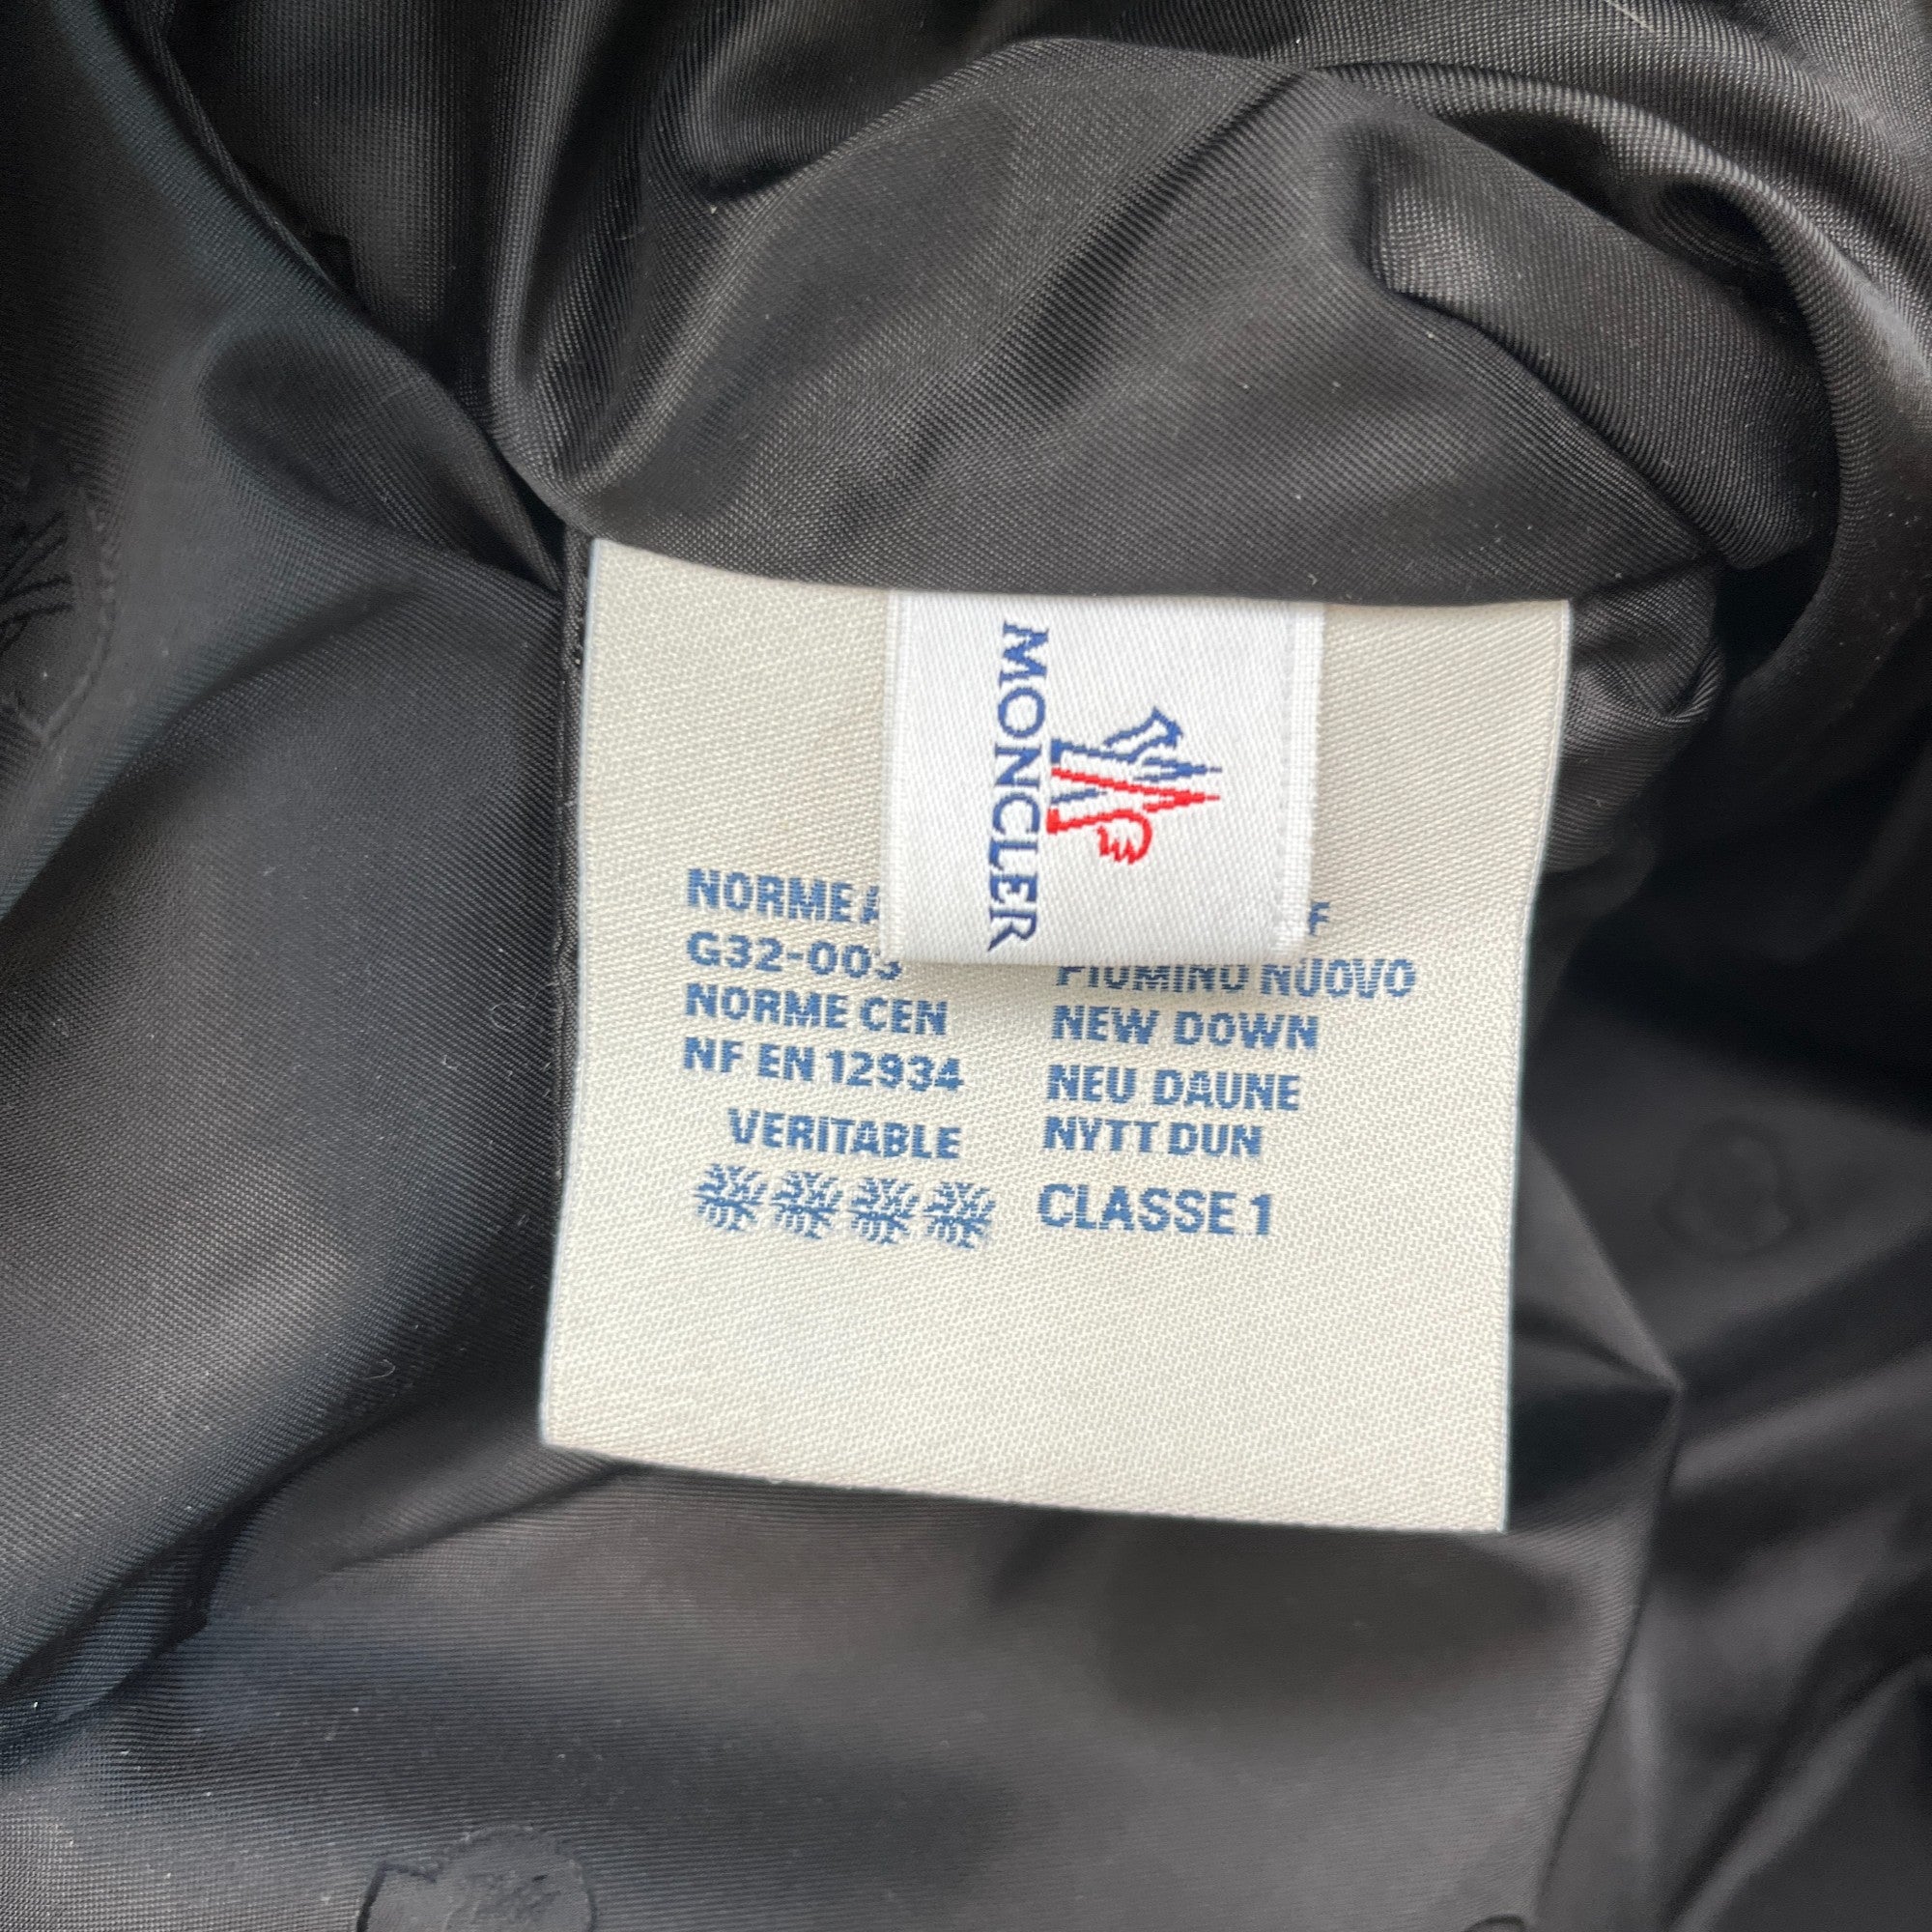 MONCLER
NORME
G32-003
NORME CEN
NF EN 12934
VERITABLE
PIUMINO NUOVO
NEW DOWN
NEU DAUNE
NYTT DUN
CLASSE 1